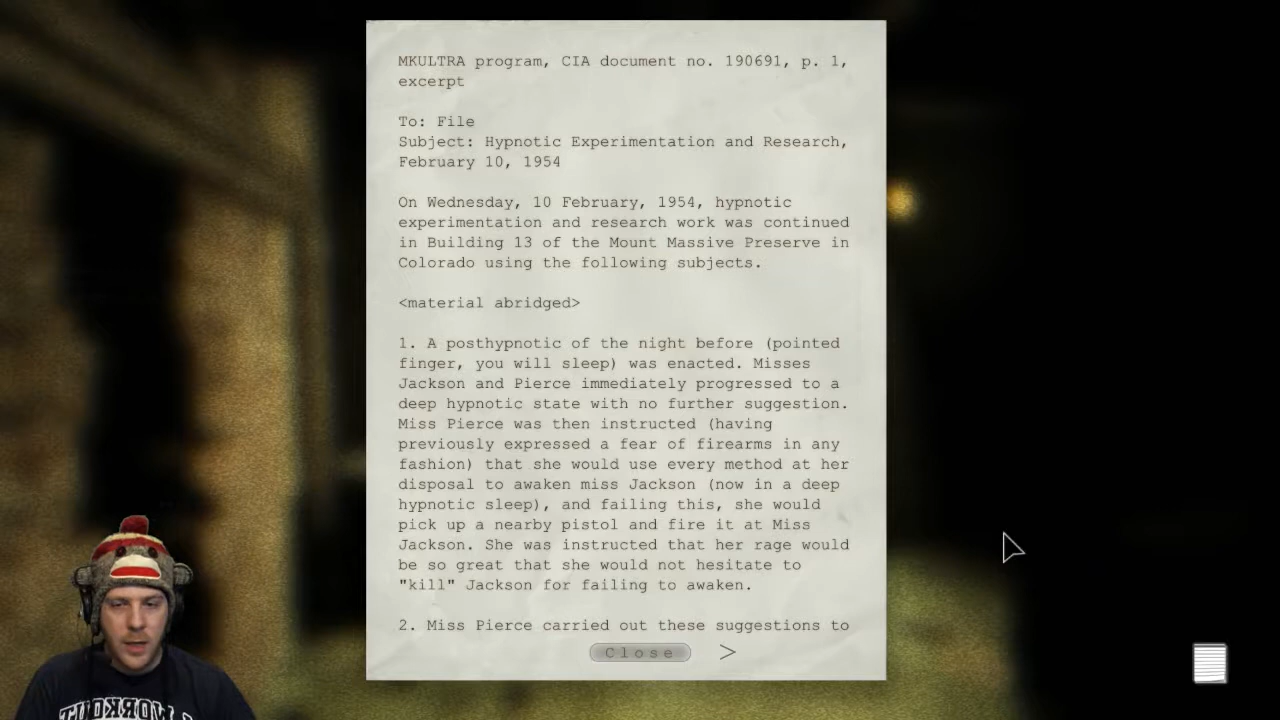 MKULTRA program, CIA document no. 190691, p. 1,
excerpt
To: File
Subject: Hypnotic Experimentation and Research,
February 10, 1954
On Wednesday, 10 February, 1954, hypnotic
experimentation and research work was continued
in Building 13 of the Mount Massive Preserve in
Colorado using the following subjects.
<material abridged>
1. A posthypnotic of the night before (pointed
finger, you will sleep) was enacted. Misses
Jackson and Pierce immediately progressed to a
deep hypnotic state with no further suggestion.
Miss Pierce was then instructed (having
previously expressed a fear of firearms in any
fashion) that she would use every method at her
disposal to awaken miss Jackson (now in a deep
hypnotic sleep), and failing this, she would
pick up a nearby pistol and fire it at Miss
Jackson. She was instructed that her rage would
be so great that she would not hesitate to
"kill" Jackson for failing to awaken.
2. Miss Pierce carried out these suggestions to
Close >
WORKOUT